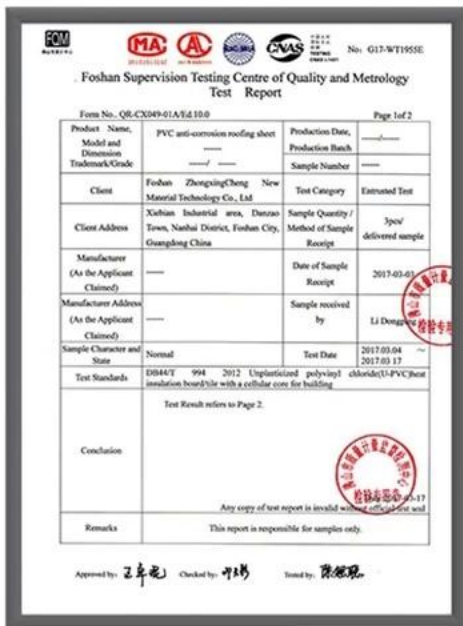 FQM
MA
CNAS
TESTING
No: G17-WT1955E
Foshan Supervision Testing Centre of Quality and Metrology
Test Report
Form No.. QR-CX049-01A/Ed.10.0
Page 1of 2
Product Name, Model and Dimension Trademark/Grade
PVC anti-corrosion roofing sheet
Production Date, Production Batch
Sample Number
Client
Foshan ZhongxingCheng New Material Technology Co., Ltd
Test Category
Entrusted Test
Client Address
Xiebian Industrial area, Danzao Town, Nanhai District, Foshan City, Guangdong China
Sample Quantity / Method of Sample Receipt
3pcs/ delivered sample
Manufacturer (As the Applicant Claimed)
Date of Sample Receipt
2017-03-03
Manufacturer Address (As the Applicant Claimed)
Sample received by
Li Dongping
Sample Character and State
Normal
Test Date
2017.03.04 ~ 2017 03 17
Test Standards
DB44/T 994 2012 Unplasticized polyvinyl chloride(U-PVC)heat insulation board/tile with a cellular core for building
Conclusion
Test Result refers to Page 2.
Any copy of test report is invalid without official test seal
Remarks
This report is responsible for samples only.
Approved by:
Checked by:
Tested by: